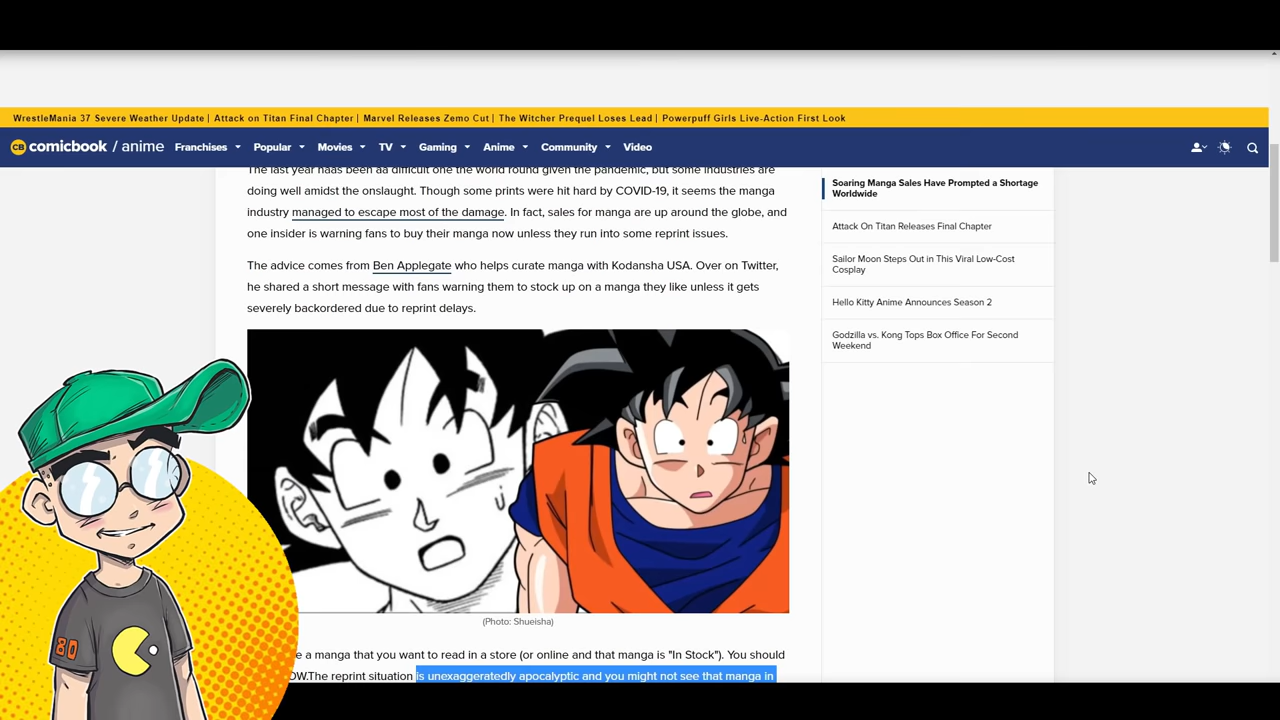 WrestleMania 37 Severe Weather Update | Attack on Titan Final Chapter | Marvel Releases Zemo Cut | The Witcher Prequel Loses Lead | Powerpuff Girls Live-Action First Look
CB comicbook / anime Franchises Popular Movies TV Gaming Anime Community Video
The last year haas been aa difficult one the world round given the pandemic, but some industries are
doing well amidst the onslaught. Though some prints were hit hard by COVID-19, it seems the manga
industry managed to escape most of the damage. In fact, sales for manga are up around the globe, and
one insider is warning fans to buy their manga now unless they run into some reprint issues.
The advice comes from Ben Applegate who helps curate manga with Kodansha USA. Over on Twitter,
he shared a short message with fans warning them to stock up on a manga they like unless it gets
severely backordered due to reprint delays.
(Photo: Shueisha)
e a manga that you want to read in a store (or online and that manga is "In Stock"). You should
OW.The reprint situation is unexaggeratedly apocalyptic and you might not see that manga in
Soaring Manga Sales Have Prompted a Shortage
Worldwide
Attack On Titan Releases Final Chapter
Sailor Moon Steps Out in This Viral Low-Cost
Cosplay
Hello Kitty Anime Announces Season 2
Godzilla vs. Kong Tops Box Office For Second
Weekend
80